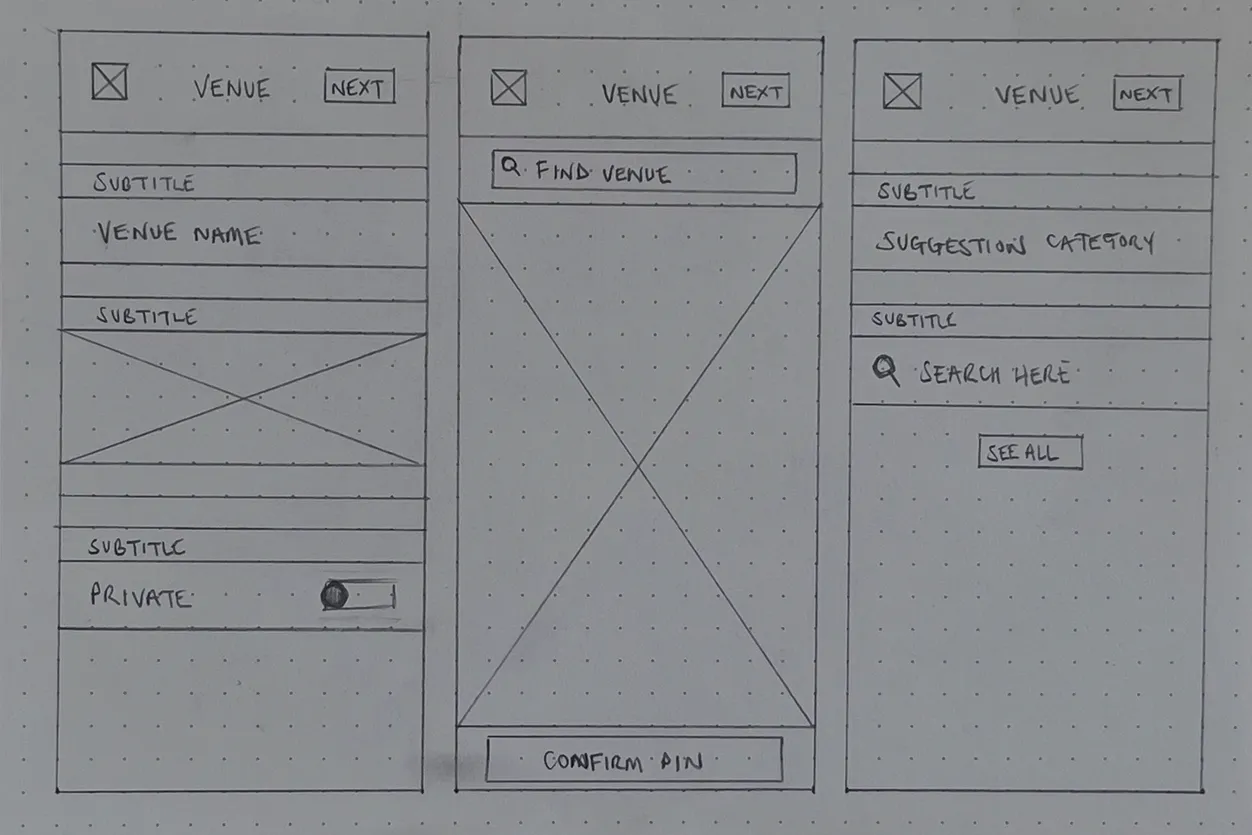 VENUE NEXT
SUBTITLE
VENUE NAME
SUBTITLE
SUBTITLE
PRIVATE
VENUE NEXT
FIND VENUE
CONFIRM PIN
VENUE NEXT
SUBTITLE
SUGGESTION CATEGORY
SUBTITLE
SEARCH HERE
SEE ALL